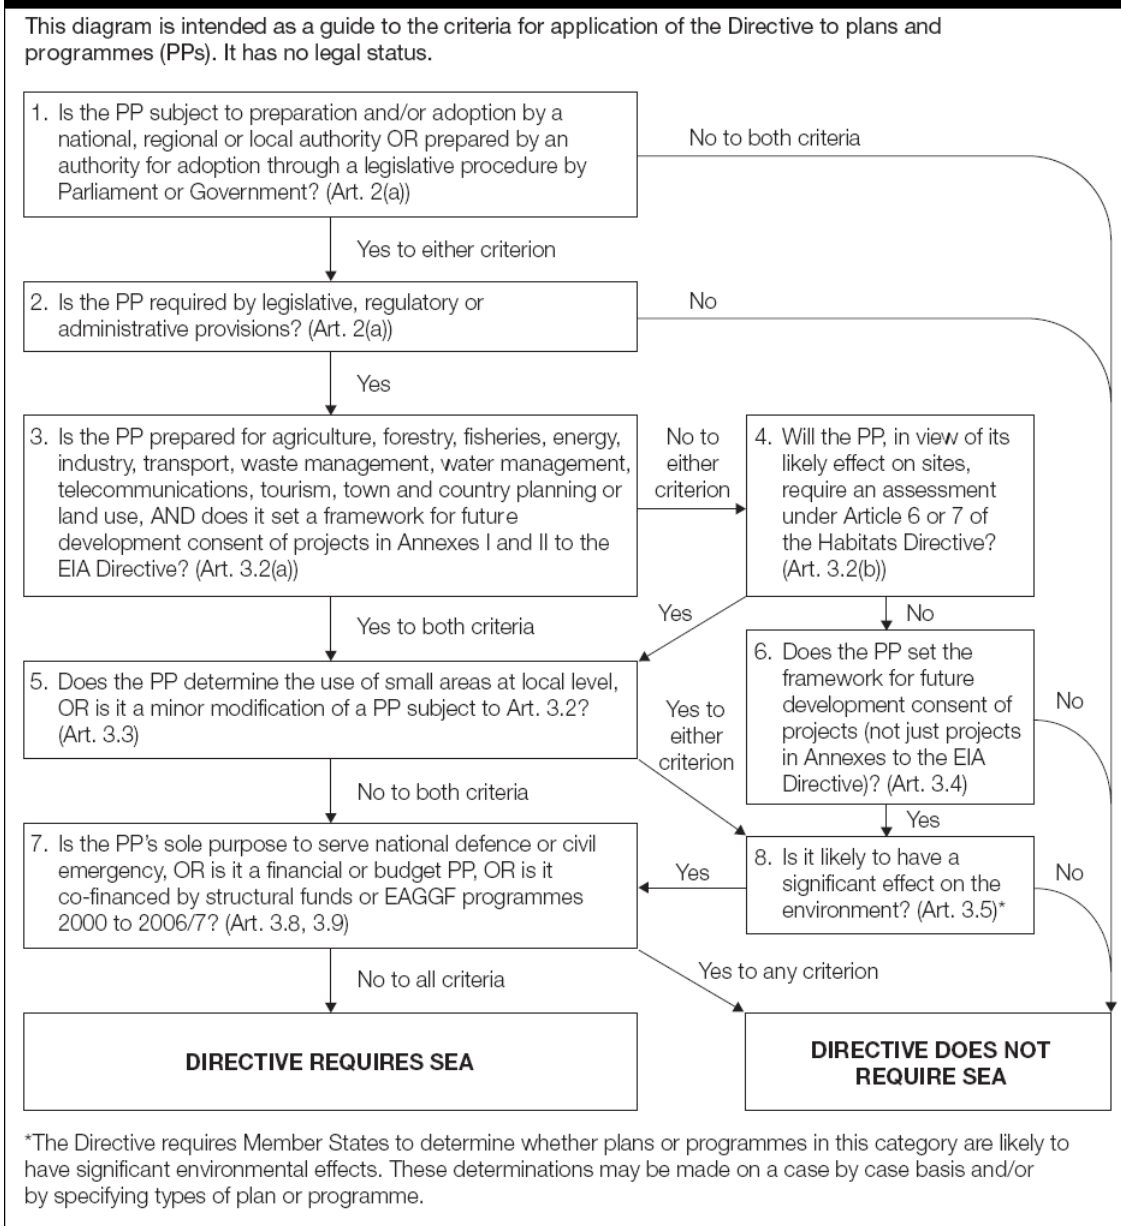 This diagram is intended as a guide to the criteria for application of the Directive to plans and
programmes (PPs). It has no legal status.
1. Is the PP subject to preparation and/or adoption by a
national, regional or local authority OR prepared by an
authority for adoption through a legislative procedure by
Parliament or Government? (Art. 2(a))
No to both criteria
Yes to either criterion
2. Is the PP required by legislative, regulatory or
administrative provisions? (Art. 2(a))
No
Yes
3. Is the PP prepared for agriculture, forestry, fisheries, energy,
industry, transport, waste management, water management,
telecommunications, tourism, town and country planning or
land use, AND does it set a framework for future
development consent of projects in Annexes I and II to the
EIA Directive? (Art. 3.2(a))
No to
either
criterion
4. Will the PP, in view of its
likely effect on sites,
require an assessment
under Article 6 or 7 of
the Habitats Directive?
(Art. 3.2(b))
Yes to both criteria
Yes
No
5. Does the PP determine the use of small areas at local level,
OR is it a minor modification of a PP subject to Art. 3.2?
(Art. 3.3)
Yes to
either
criterion
6. Does the PP set the
framework for future
development consent of
projects (not just projects
in Annexes to the EIA
Directive)? (Art. 3.4)
No
No to both criteria
Yes
7. Is the PP's sole purpose to serve national defence or civil
emergency, OR is it a financial or budget PP, OR is it
co-financed by structural funds or EAGGF programmes
2000 to 2006/7? (Art. 3.8, 3.9)
Yes
8. Is it likely to have a
significant effect on the
environment? (Art. 3.5)*
No
No to all criteria
Yes to any criterion
DIRECTIVE REQUIRES SEA
DIRECTIVE DOES NOT
REQUIRE SEA
*The Directive requires Member States to determine whether plans or programmes in this category are likely to
have significant environmental effects. These determinations may be made on a case by case basis and/or
by specifying types of plan or programme.